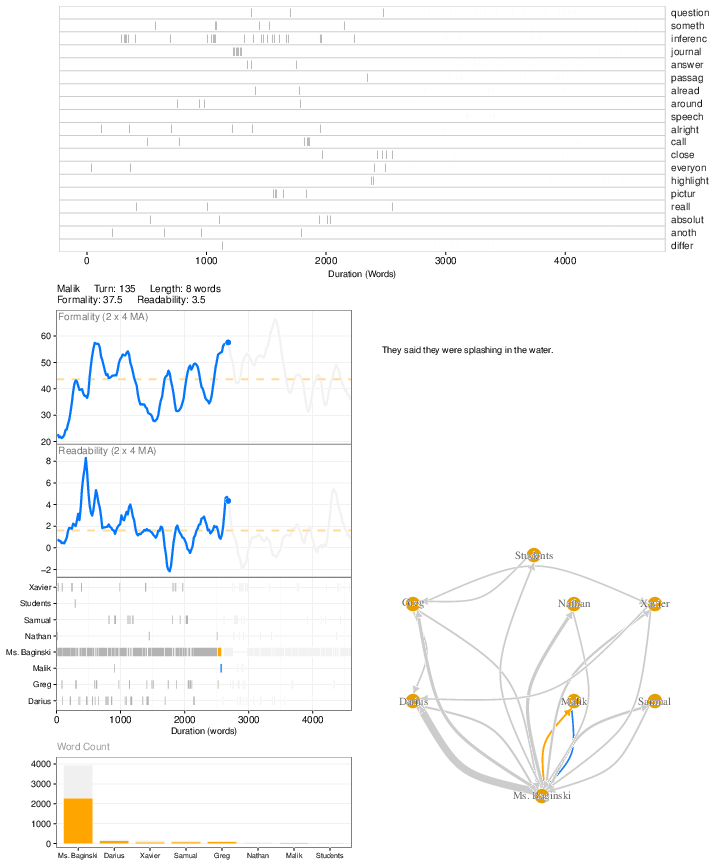 question
someth
inferenc
journal
answer
passag
alread
around
speech
alright
call
close
everyon
highlight
pictur
reall
absolut
anoth
differ
0 1000 2000 3000 4000
Duration (Words)
Malik Turn: 135 Length: 8 words
Formality: 37.5 Readability: 3.5
Formality (2 x 4 MA)
60
50
40
30
20
They said they were splashing in the water.
Readability (2 x 4 MA)
8
6
4
2
0
−2
Xavier
Students
Samual
Nathan
Ms. Baginski
Malik
Greg
Darius
0 1000 2000 3000 4000
Duration (words)
Students
Greg Nathan Xavier
Darius Malik Samual
Ms. Baginski
Word Count
4000
3000
2000
1000
0
Ms. Baginski Darius Xavier Samual Greg Nathan Malik Students